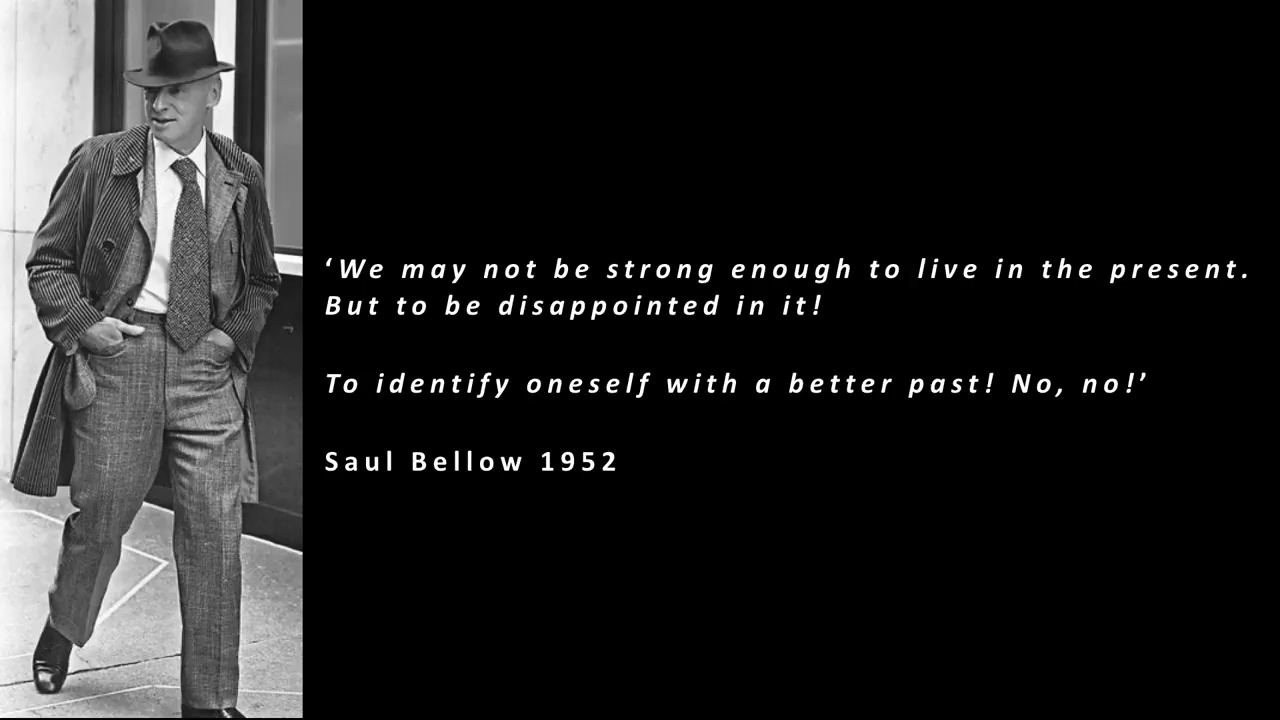 ‘We may not be strong enough to live in the present.
But to be disappointed in it!
To identify oneself with a better past! No, no!’
Saul Bellow 1952